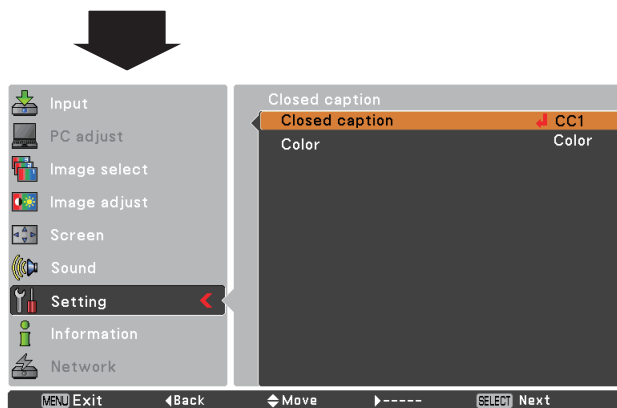 Input
PC adjust
Image select
Image adjust
Screen
Sound
Setting
Information
Network
Closed caption
Closed caption CC1
Color Color
MENU Exit Back Move ----- SELECT Next